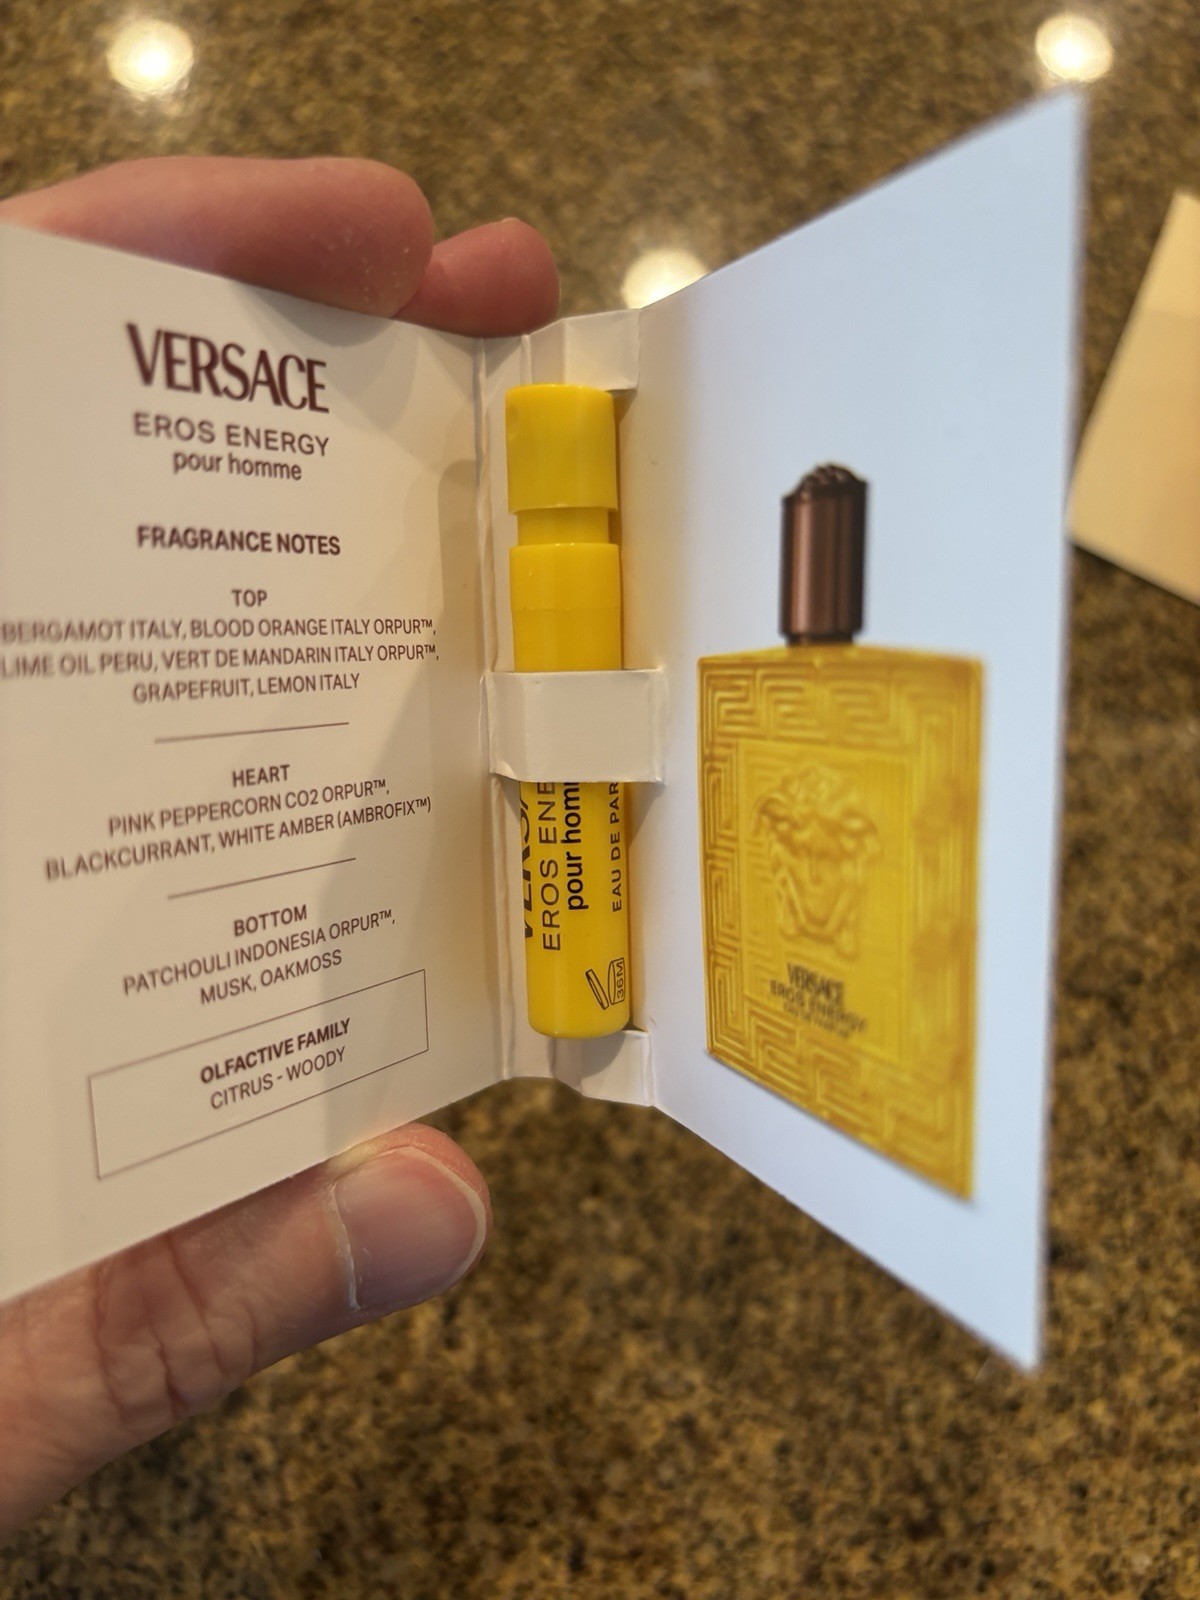 VERSACE
EROS ENERGY
pour homme
FRAGRANCE NOTES
TOP
BERGAMOT ITALY, BLOOD ORANGE ITALY ORPUR™,
LIME OIL PERU, VERT DE MANDARIN ITALY ORPUR™,
GRAPEFRUIT, LEMON ITALY
HEART
PINK PEPPERCORN CO2 ORPUR™,
BLACKCURRANT, WHITE AMBER (AMBROFIX™)
BOTTOM
PATCHOULI INDONESIA ORPUR™,
MUSK, OAKMOSS
OLFACTIVE FAMILY
CITRUS - WOODY
EROS ENE
pour hom
EAU DE PAR
36M
VERSACE
EROS ENERGY